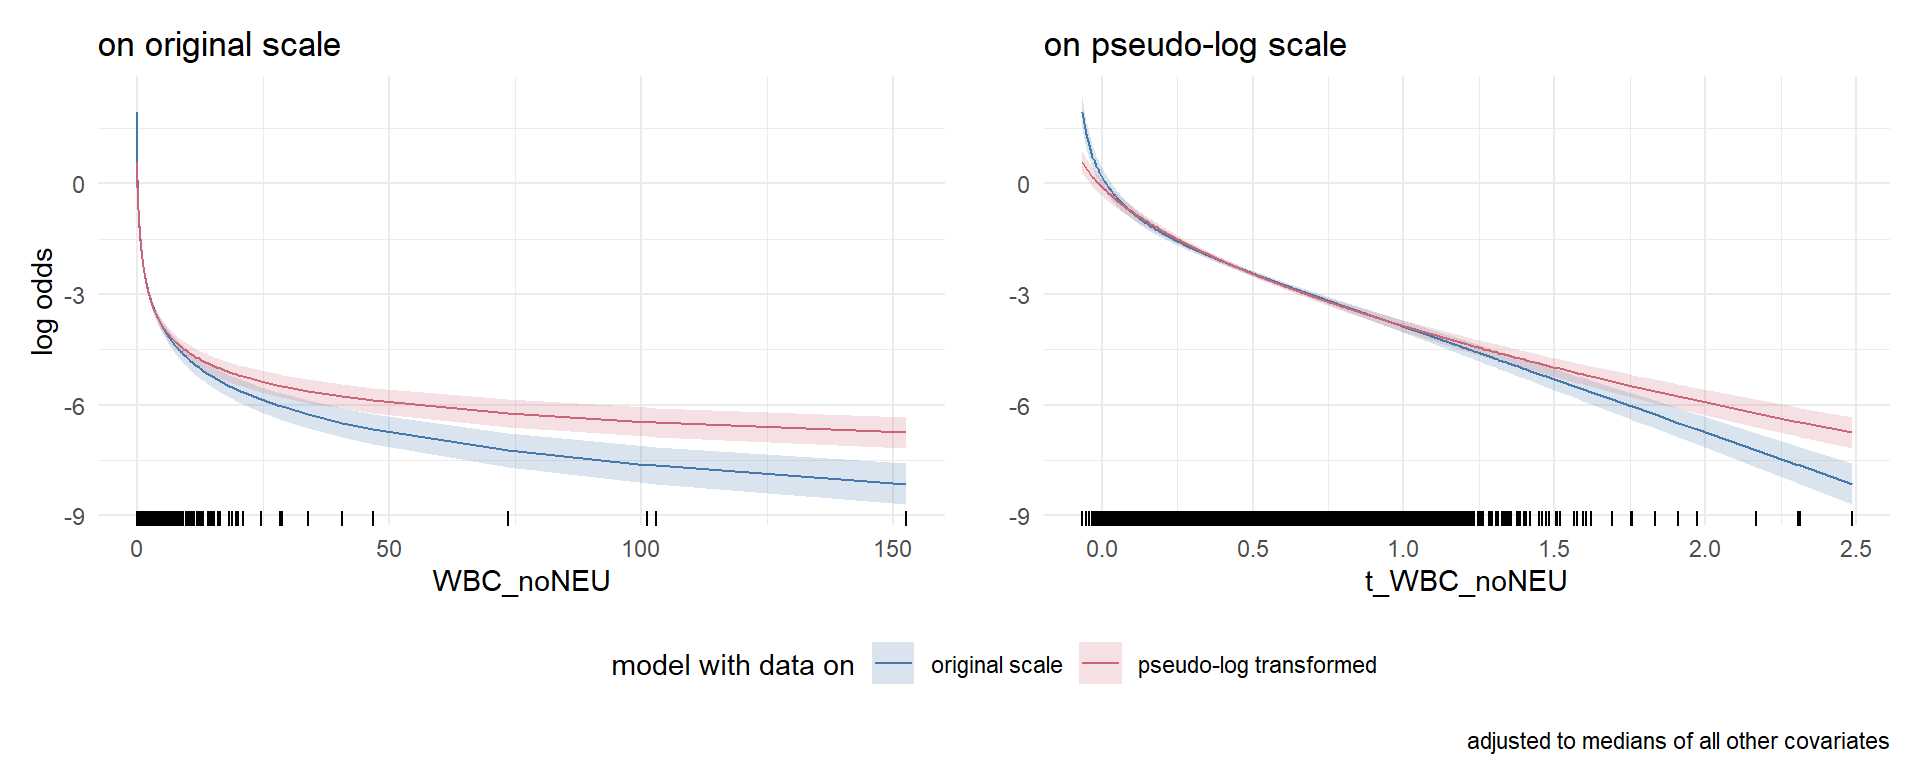 on original scale
on pseudo-log scale
log odds
0
-3
-6
-9
0
50
100
150
WBC_noNEU
0
-3
-6
-9
0.0
0.5
1.0
1.5
2.0
2.5
t_WBC_noNEU
model with data on original scale pseudo-log transformed
adjusted to medians of all other covariates